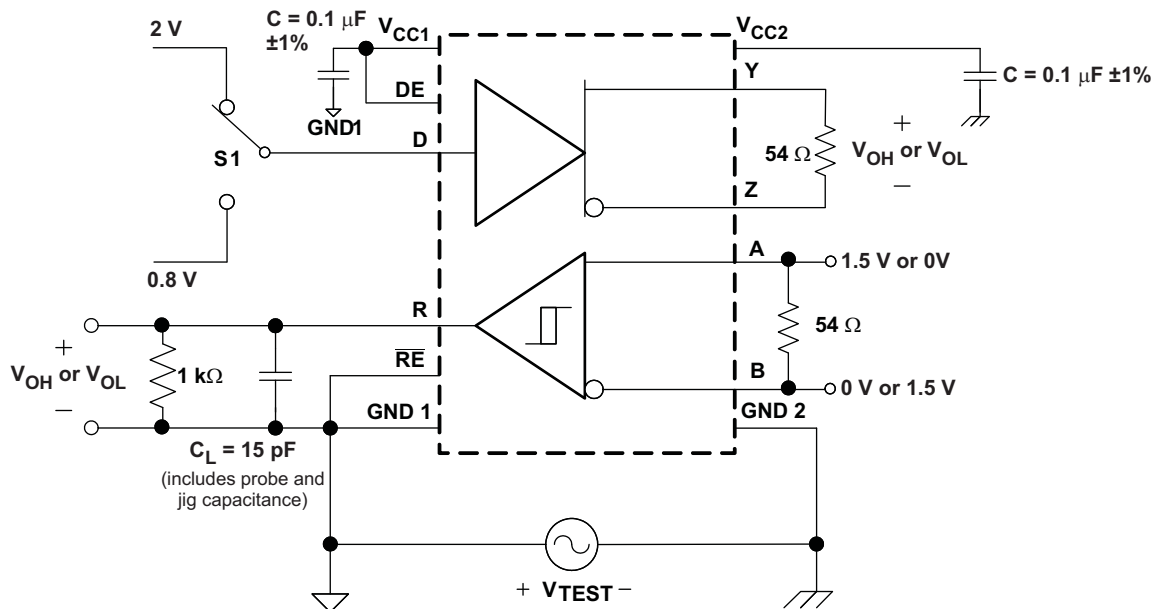 2 V
C = 0.1 μF
±1%
VCC1
VCC2
DE
GND1
Y
C = 0.1 μF ±1%
S1
D
54 Ω
+
VOH or VOL
−
Z
0.8 V
A
1.5 V or 0V
R
54 Ω
+
VOH or VOL
−
1 kΩ
RE
B
0 V or 1.5 V
GND 1
GND 2
CL = 15 pF
(includes probe and
jig capacitance)
+ VTEST −